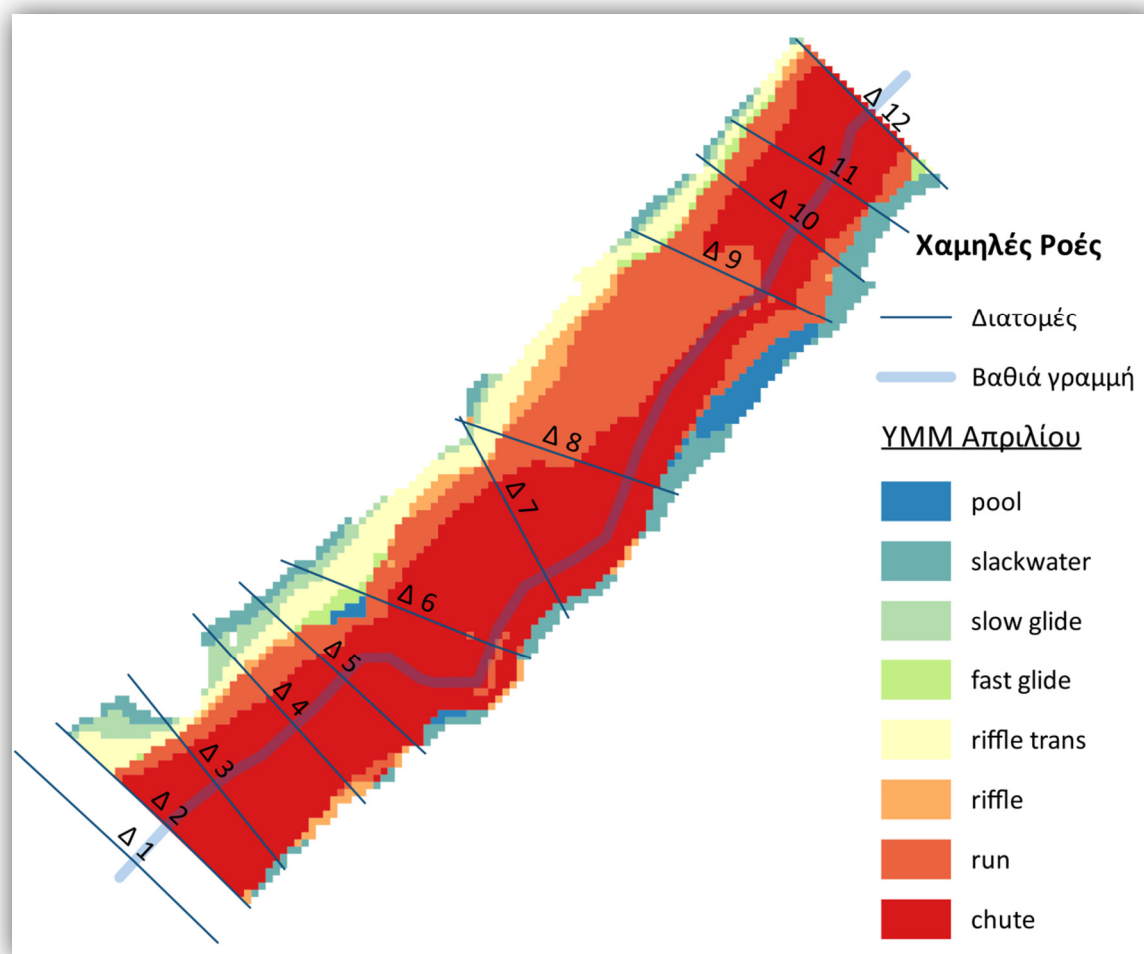 Δ 12
Δ 11
Δ 10
Δ 9
Δ 8
Δ 7
Δ 6
Δ 5
Δ 4
Δ 3
Δ 2
Δ 1
Χαμηλές Ροές
Διατομές
Βαθιά γραμμή
ΥΜΜ Απριλίου
pool
slackwater
slow glide
fast glide
riffle trans
riffle
run
chute